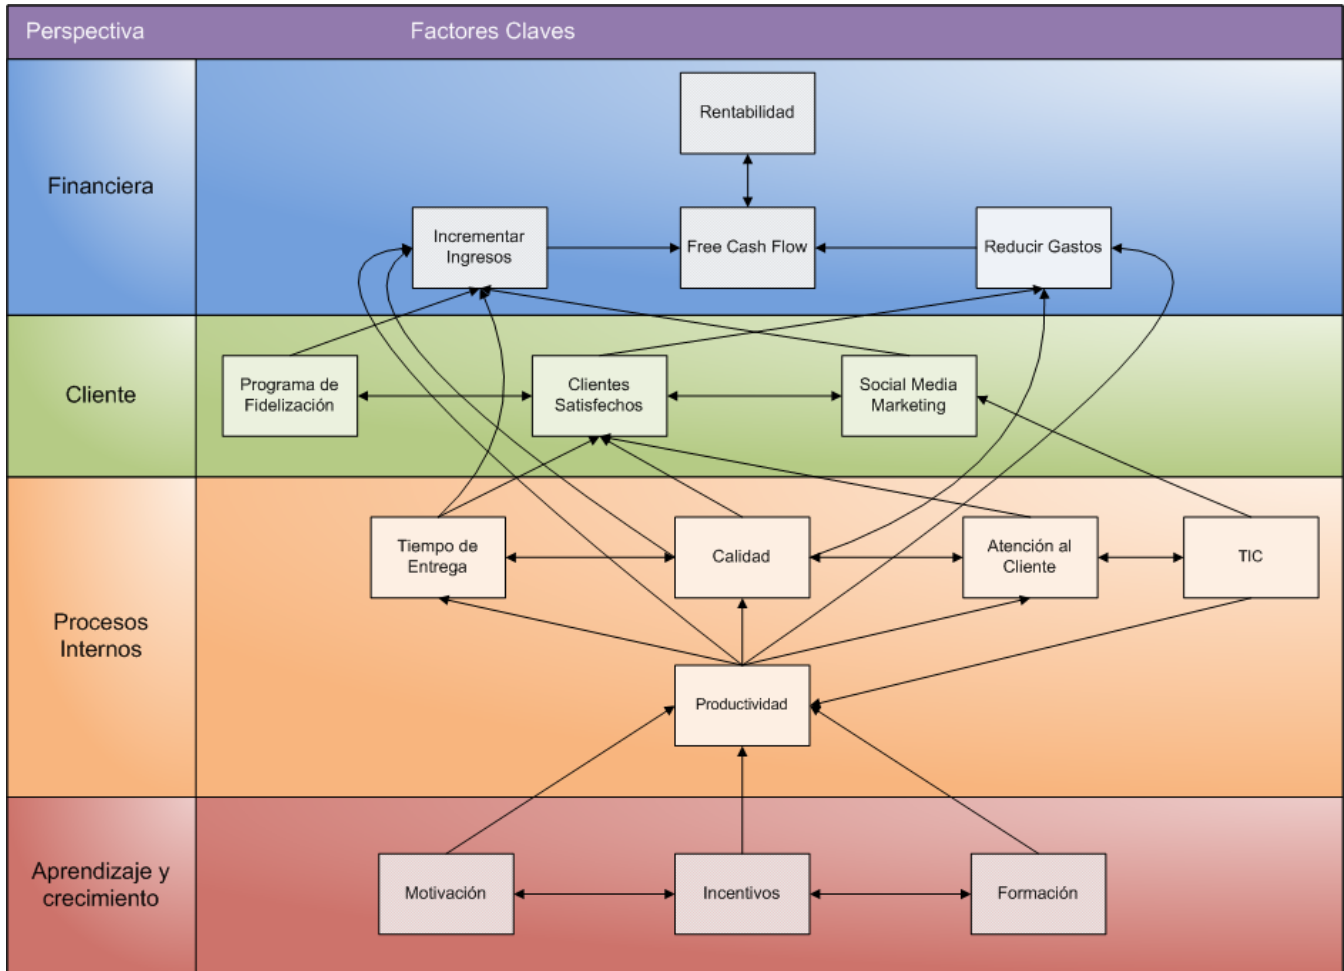 Perspectiva
Factores Claves
Financiera
Rentabilidad
Incrementar
Ingresos
Free Cash Flow
Reducir Gastos
Cliente
Programa de
Fidelización
Clientes
Satisfechos
Social Media
Marketing
Procesos
Internos
Tiempo de
Entrega
Calidad
Atención al
Cliente
TIC
Productividad
Aprendizaje y
crecimiento
Motivación
Incentivos
Formación